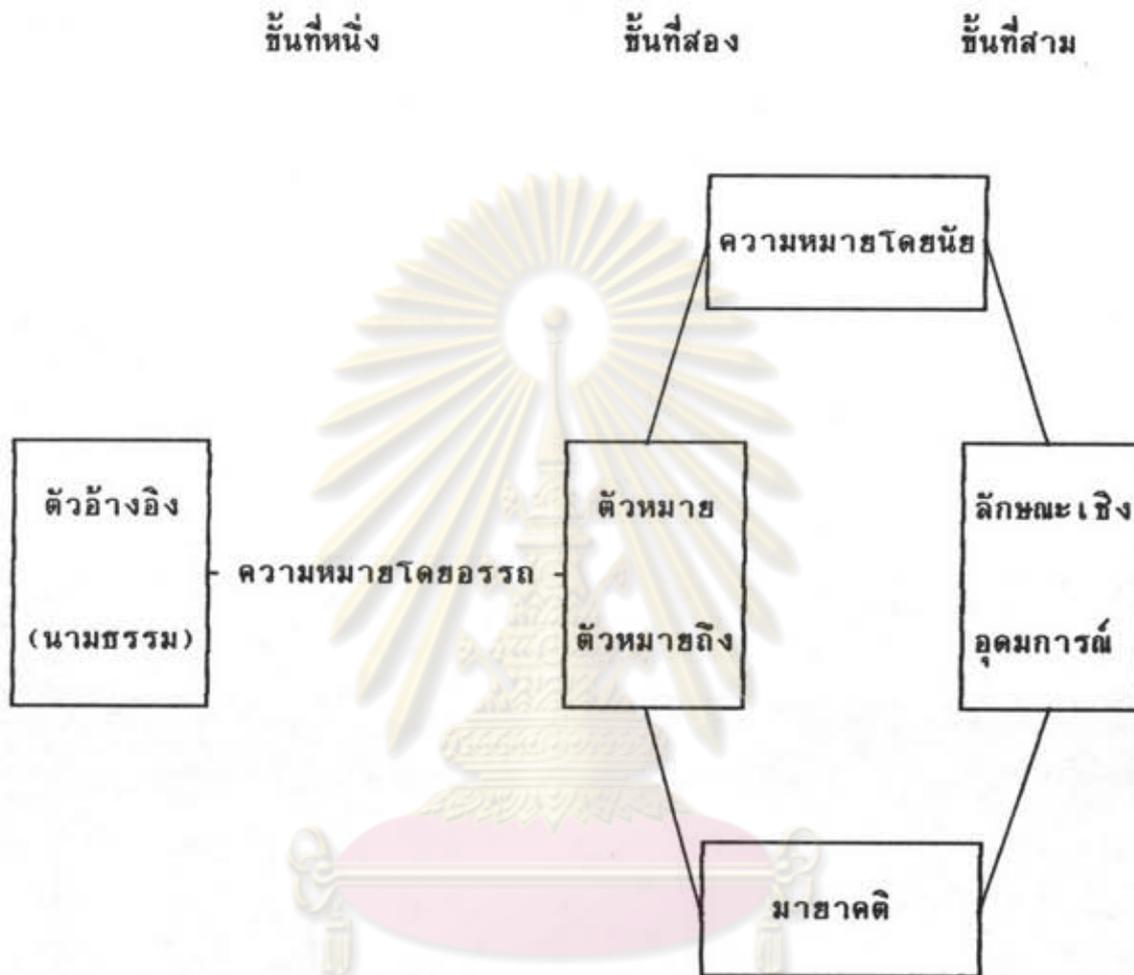 ขั้นที่หนึ่ง ขั้นที่สอง ขั้นที่สาม
ความหมายโดยนัย
ตัวอ้างอิง ตัวหมาย ลักษณะเชิง
ความหมายโดยอรรถ
(นามธรรม) ตัวหมายถึง อุดมการณ์
มายาคติ